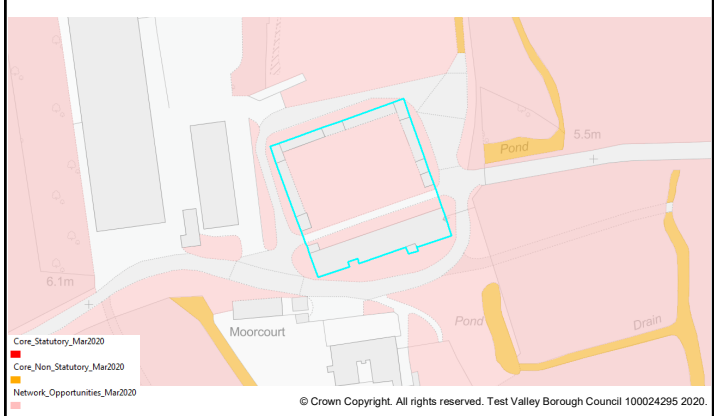 5.5m
Pond
6.1m
Moorcourt
Pond
Drain
Core_Statutory_Mar2020
Core_Non_Statutory_Mar2020
Network_Opportunities_Mar2020
© Crown Copyright. All rights reserved. Test Valley Borough Council 100024295 2020.